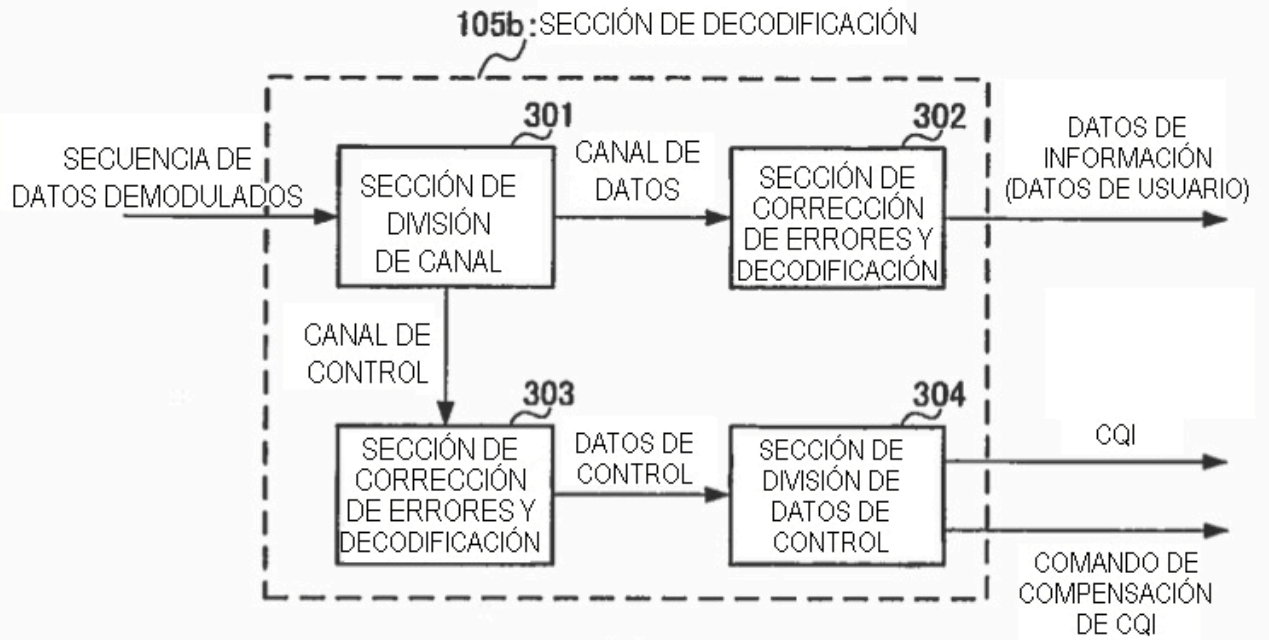 105b: SECCIÓN DE DECODIFICACIÓN
SECUENCIA DE
DATOS DEMODULADOS
301
SECCIÓN DE
DIVISIÓN
DE CANAL
CANAL DE
DATOS
302
SECCIÓN DE
CORRECCIÓN
DE ERRORES Y
DECODIFICACIÓN
DATOS DE
INFORMACIÓN
(DATOS DE USUARIO)
CANAL DE
CONTROL
303
SECCIÓN DE
CORRECCIÓN
DE ERRORES Y
DECODIFICACIÓN
DATOS DE
CONTROL
304
SECCIÓN DE
DIVISIÓN DE
DATOS DE
CONTROL
CQI
COMANDO DE
COMPENSACIÓN
DE CQI